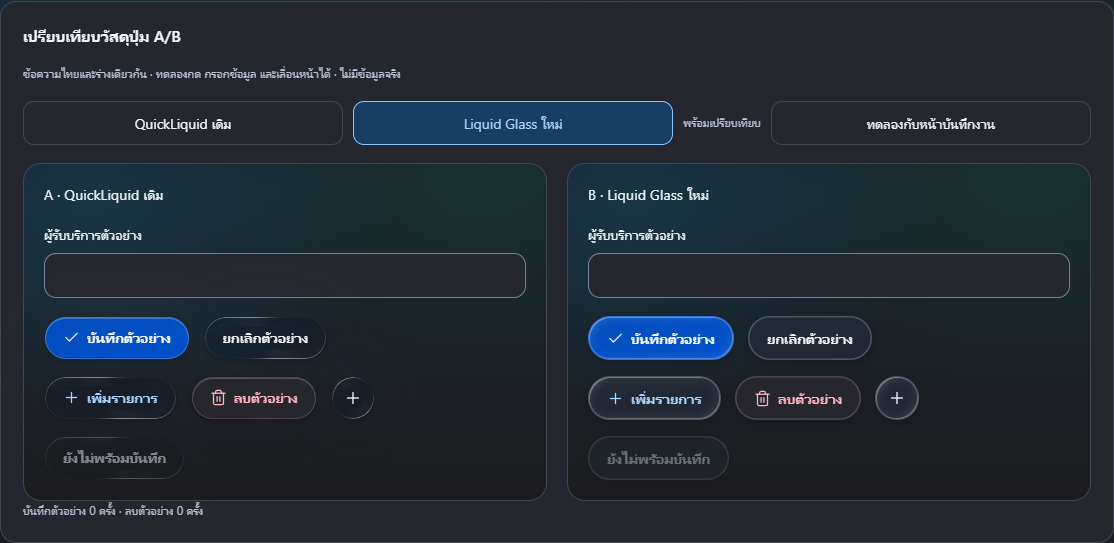 เปรียบเทียบวัสดุปุ่ม A/B
ข้อความไทยและร่างเดียวกัน · ทดลองกด กรอกข้อมูล และเลื่อนหน้าได้ · ไม่มีข้อมูลจริง
QuickLiquid เดิม
Liquid Glass ใหม่
พร้อมเปรียบเทียบ
ทดลองกับหน้าบันทึกงาน
A · QuickLiquid เดิม
ผู้รับบริการตัวอย่าง
บันทึกตัวอย่าง
ยกเลิกตัวอย่าง
เพิ่มรายการ
ลบตัวอย่าง
ยังไม่พร้อมบันทึก
B · Liquid Glass ใหม่
ผู้รับบริการตัวอย่าง
บันทึกตัวอย่าง
ยกเลิกตัวอย่าง
เพิ่มรายการ
ลบตัวอย่าง
ยังไม่พร้อมบันทึก
บันทึกตัวอย่าง 0 ครั้ง · ลบตัวอย่าง 0 ครั้ง